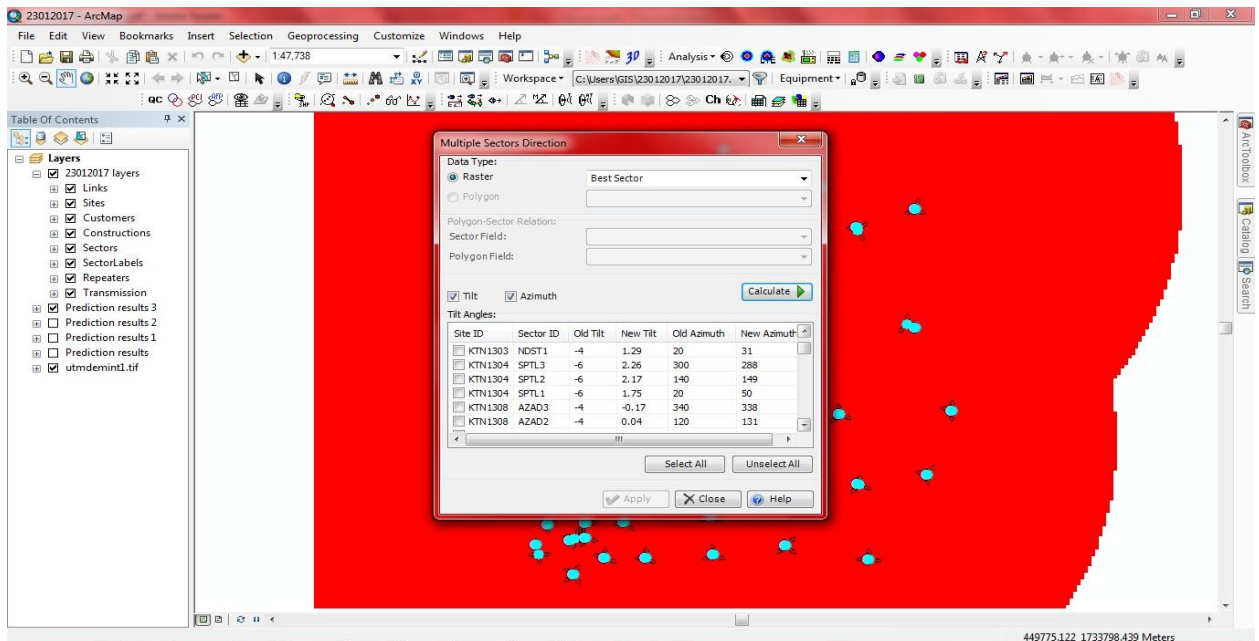 23012017 - ArcMap
File Edit View Bookmarks Insert Selection Geoprocessing Customize Windows Help
1:47,738 3D Analysis
Workspace C:\Users\GIS\23012017\23012017. Equipment
QC Ch
Table Of Contents
Layers
23012017 layers
Links
Sites
Customers
Constructions
Sectors
SectorLabels
Repeaters
Transmission
Prediction results 3
Prediction results 2
Prediction results 1
Prediction results
utmdemint1.tif
Multiple Sectors Direction
Data Type:
Raster Best Sector
Polygon
Polygon-Sector Relation:
Sector Field:
Polygon Field:
Tilt Azimuth Calculate
Tilt Angles:
Site ID Sector ID Old Tilt New Tilt Old Azimuth New Azimuth
KTN1303 NDST1 -4 1.29 20 31
KTN1304 SPTL3 -6 2.26 300 288
KTN1304 SPTL2 -6 2.17 140 149
KTN1304 SPTL1 -6 1.75 20 50
KTN1308 AZAD3 -4 -0.17 340 338
KTN1308 AZAD2 -4 0.04 120 131
Select All Unselect All
Apply Close Help
ArcToolbox
Catalog
Search
449775.122 1733798.439 Meters